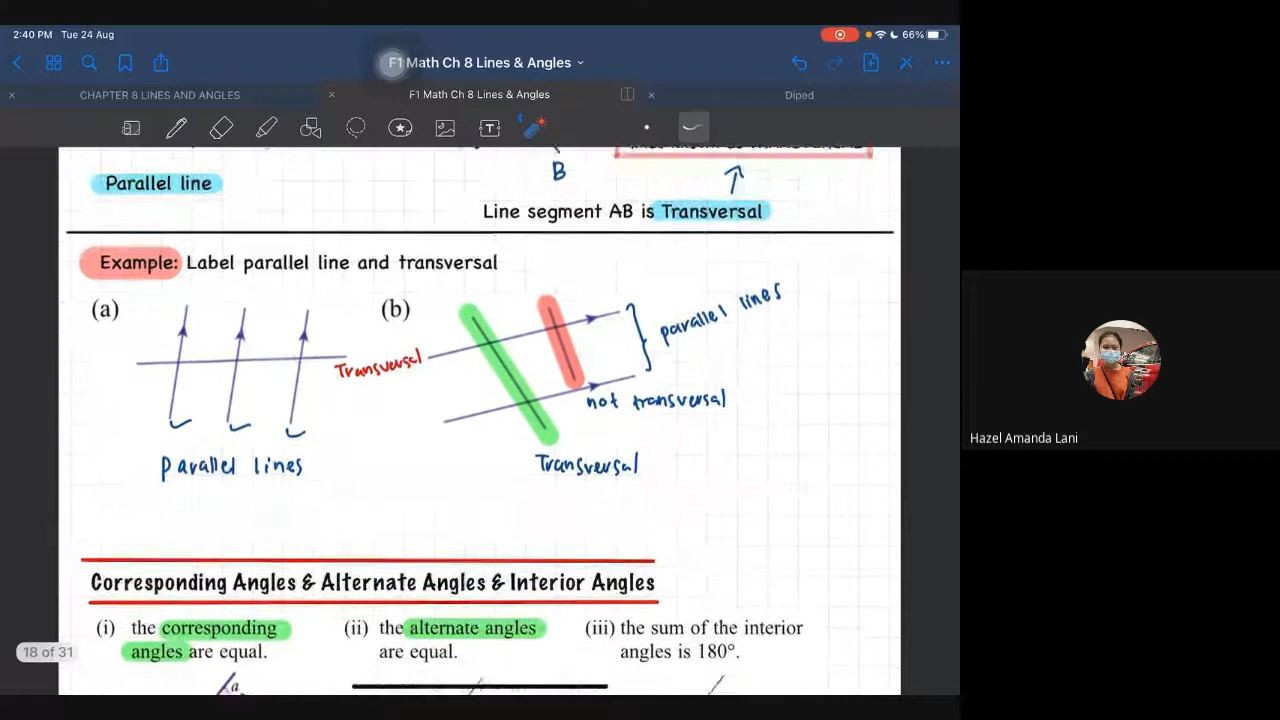 2:40 PM Tue 24 Aug
66%
F1 Math Ch 8 Lines & Angles
CHAPTER 8 LINES AND ANGLES
F1 Math Ch 8 Lines & Angles
Diped
B
Parallel line
Line segment AB is Transversal
Example: Label parallel line and transversal
(a)
(b)
parallel lines
Transversal
not transversal
parallel lines
Transversal
Hazel Amanda Lani
Corresponding Angles & Alternate Angles & Interior Angles
(i) the corresponding angles are equal.
(ii) the alternate angles are equal.
(iii) the sum of the interior angles is 180°.
18 of 31
a